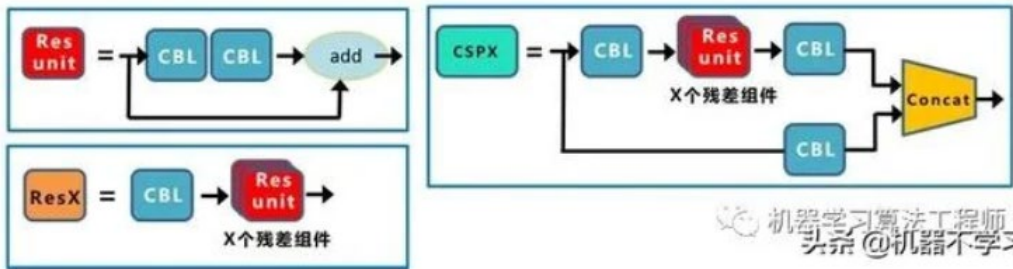 Res unit = CBL CBL add
CSPX = CBL Res unit CBL
X个残差组件
Concat
CBL
ResX = CBL Res unit
X个残差组件
机器学习算法工程师
头条 @机器不学习